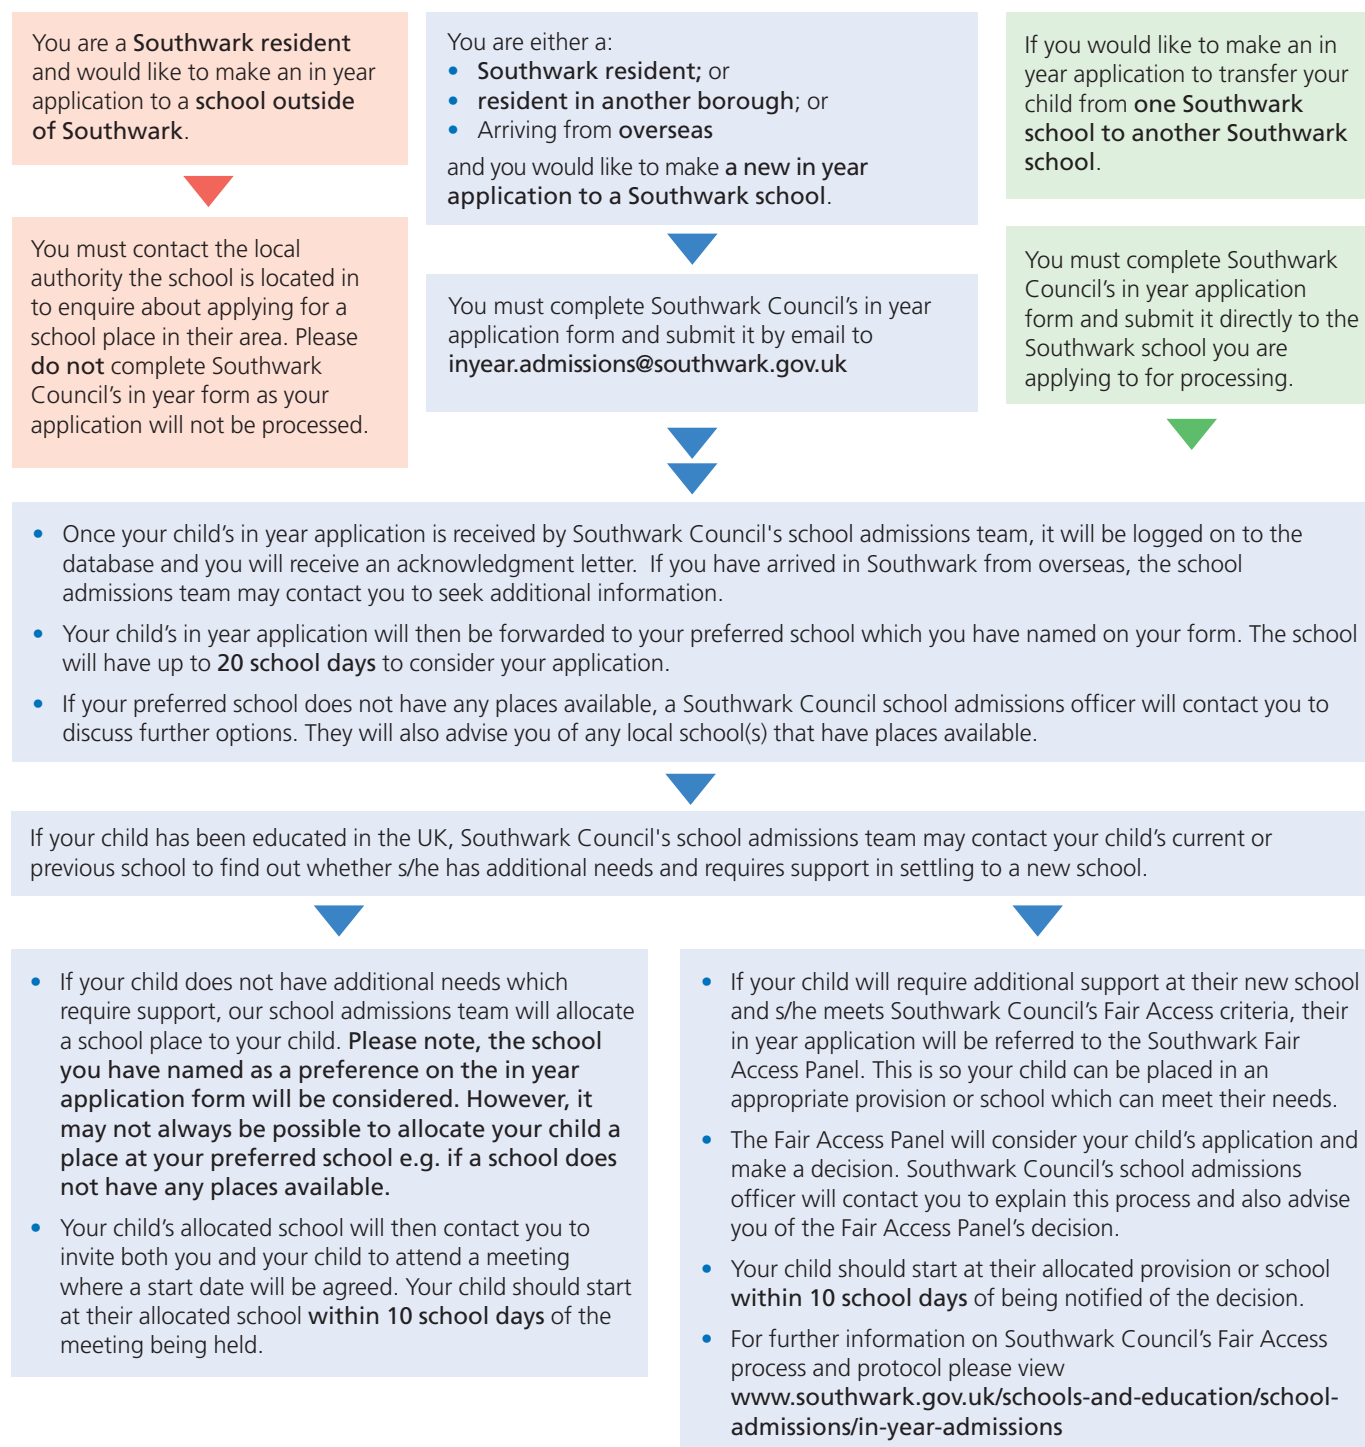 You are a Southwark resident
and would like to make an in year
application to a school outside
of Southwark.
You must contact the local
authority the school is located in
to enquire about applying for a
school place in their area. Please
do not complete Southwark
Council’s in year form as your
application will not be processed.
You are either a:
• Southwark resident; or
• resident in another borough; or
• Arriving from overseas
and you would like to make a new in year
application to a Southwark school.
You must complete Southwark Council’s in year
application form and submit it by email to
inyear.admissions@southwark.gov.uk
If you would like to make an in
year application to transfer your
child from one Southwark
school to another Southwark
school.
You must complete Southwark
Council’s in year application
form and submit it directly to the
Southwark school you are
applying to for processing.
• Once your child’s in year application is received by Southwark Council's school admissions team, it will be logged on to the
database and you will receive an acknowledgment letter. If you have arrived in Southwark from overseas, the school
admissions team may contact you to seek additional information.
• Your child’s in year application will then be forwarded to your preferred school which you have named on your form. The school
will have up to 20 school days to consider your application.
• If your preferred school does not have any places available, a Southwark Council school admissions officer will contact you to
discuss further options. They will also advise you of any local school(s) that have places available.
If your child has been educated in the UK, Southwark Council's school admissions team may contact your child’s current or
previous school to find out whether s/he has additional needs and requires support in settling to a new school.
• If your child does not have additional needs which
require support, our school admissions team will allocate
a school place to your child. Please note, the school
you have named as a preference on the in year
application form will be considered. However, it
may not always be possible to allocate your child a
place at your preferred school e.g. if a school does
not have any places available.
• Your child’s allocated school will then contact you to
invite both you and your child to attend a meeting
where a start date will be agreed. Your child should start
at their allocated school within 10 school days of the
meeting being held.
• If your child will require additional support at their new school
and s/he meets Southwark Council’s Fair Access criteria, their
in year application will be referred to the Southwark Fair
Access Panel. This is so your child can be placed in an
appropriate provision or school which can meet their needs.
• The Fair Access Panel will consider your child’s application and
make a decision. Southwark Council’s school admissions
officer will contact you to explain this process and also advise
you of the Fair Access Panel’s decision.
• Your child should start at their allocated provision or school
within 10 school days of being notified of the decision.
• For further information on Southwark Council’s Fair Access
process and protocol please view
www.southwark.gov.uk/schools-and-education/school-
admissions/in-year-admissions